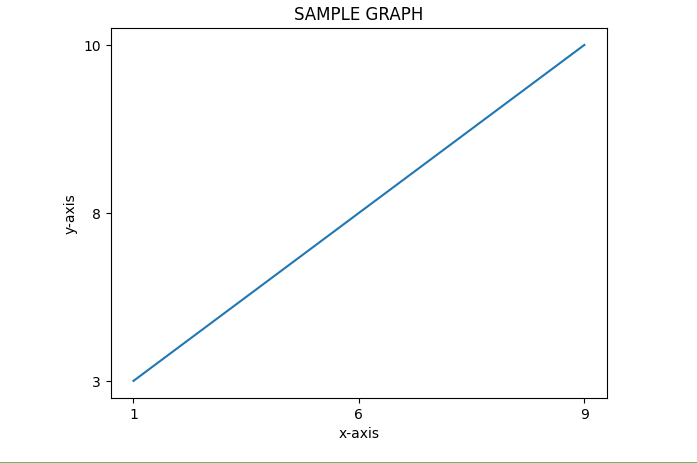 SAMPLE GRAPH
10
8
3
y-axis
1 6 9
x-axis